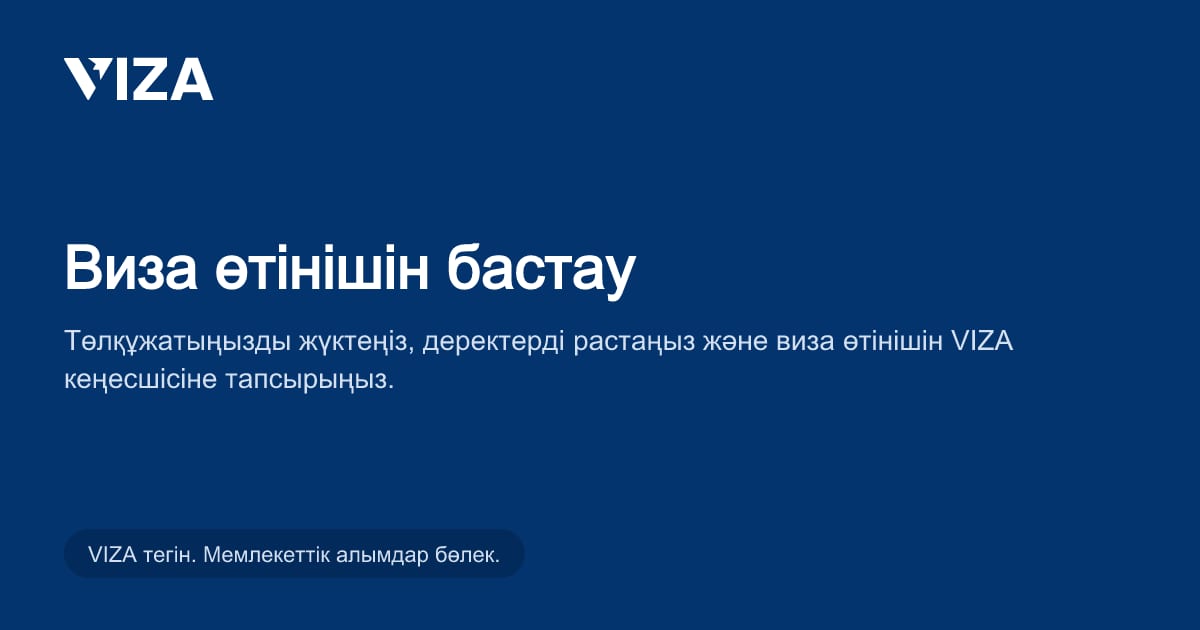 VIZA
Виза өтінішін бастау
Төлқұжатыңызды жүктеңіз, деректерді растаңыз және виза өтінішін VIZA
кеңесшісіне тапсырыңыз.
VIZA тегін. Мемлекеттік алымдар бөлек.